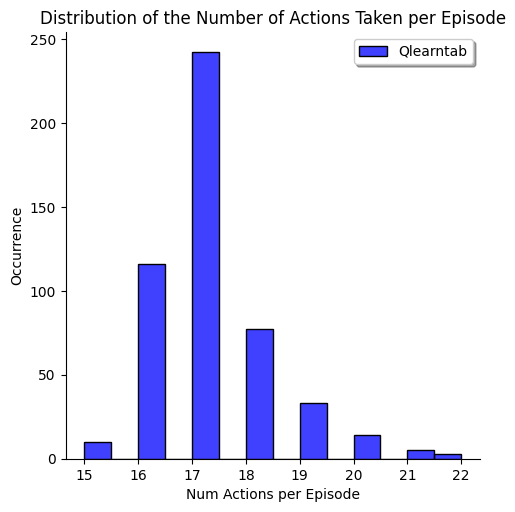 Distribution of the Number of Actions Taken per Episode
Qlearntab
Occurrence
250
200
150
100
50
0
15 16 17 18 19 20 21 22
Num Actions per Episode